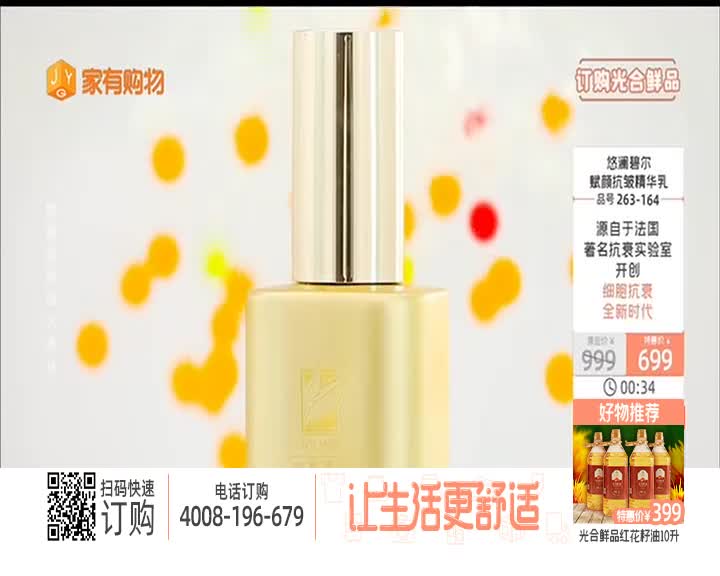 JYG 家有购物
订购光合鲜品
悠澜碧尔
赋颜抗皱精华乳
品号 263-164
源自于法国
著名抗衰实验室
开创
细胞抗衰
全新时代
999
特惠价¥
699
00:34
好物推荐
特惠价¥399
光合鲜品红花籽油10升
扫码快速
订购
电话订购
4008-196-679
让生活更舒适